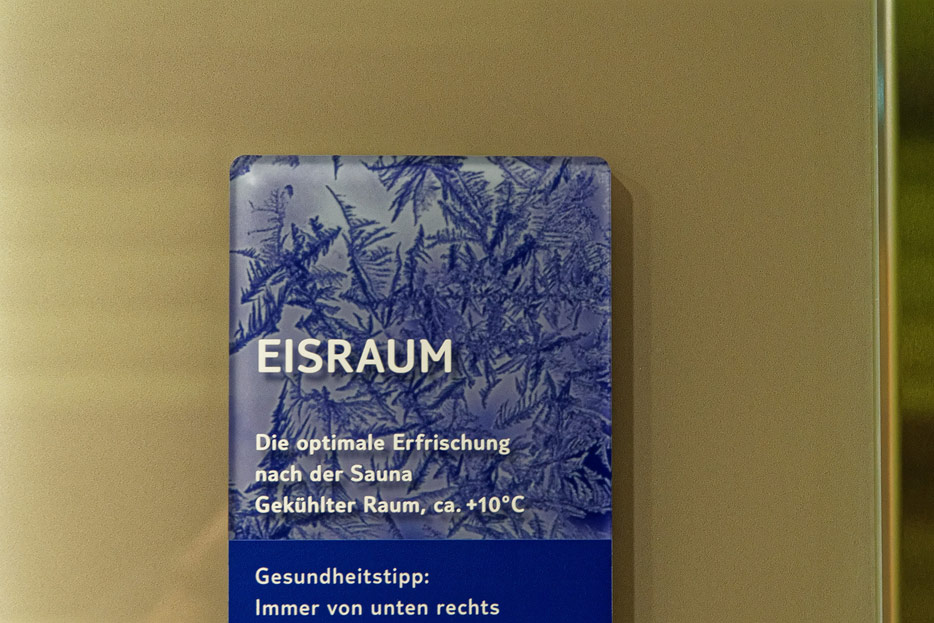 EISRAUM
Die optimale Erfrischung
nach der Sauna
Gekühlter Raum, ca. +10°C
Gesundheitstipp:
Immer von unten rechts